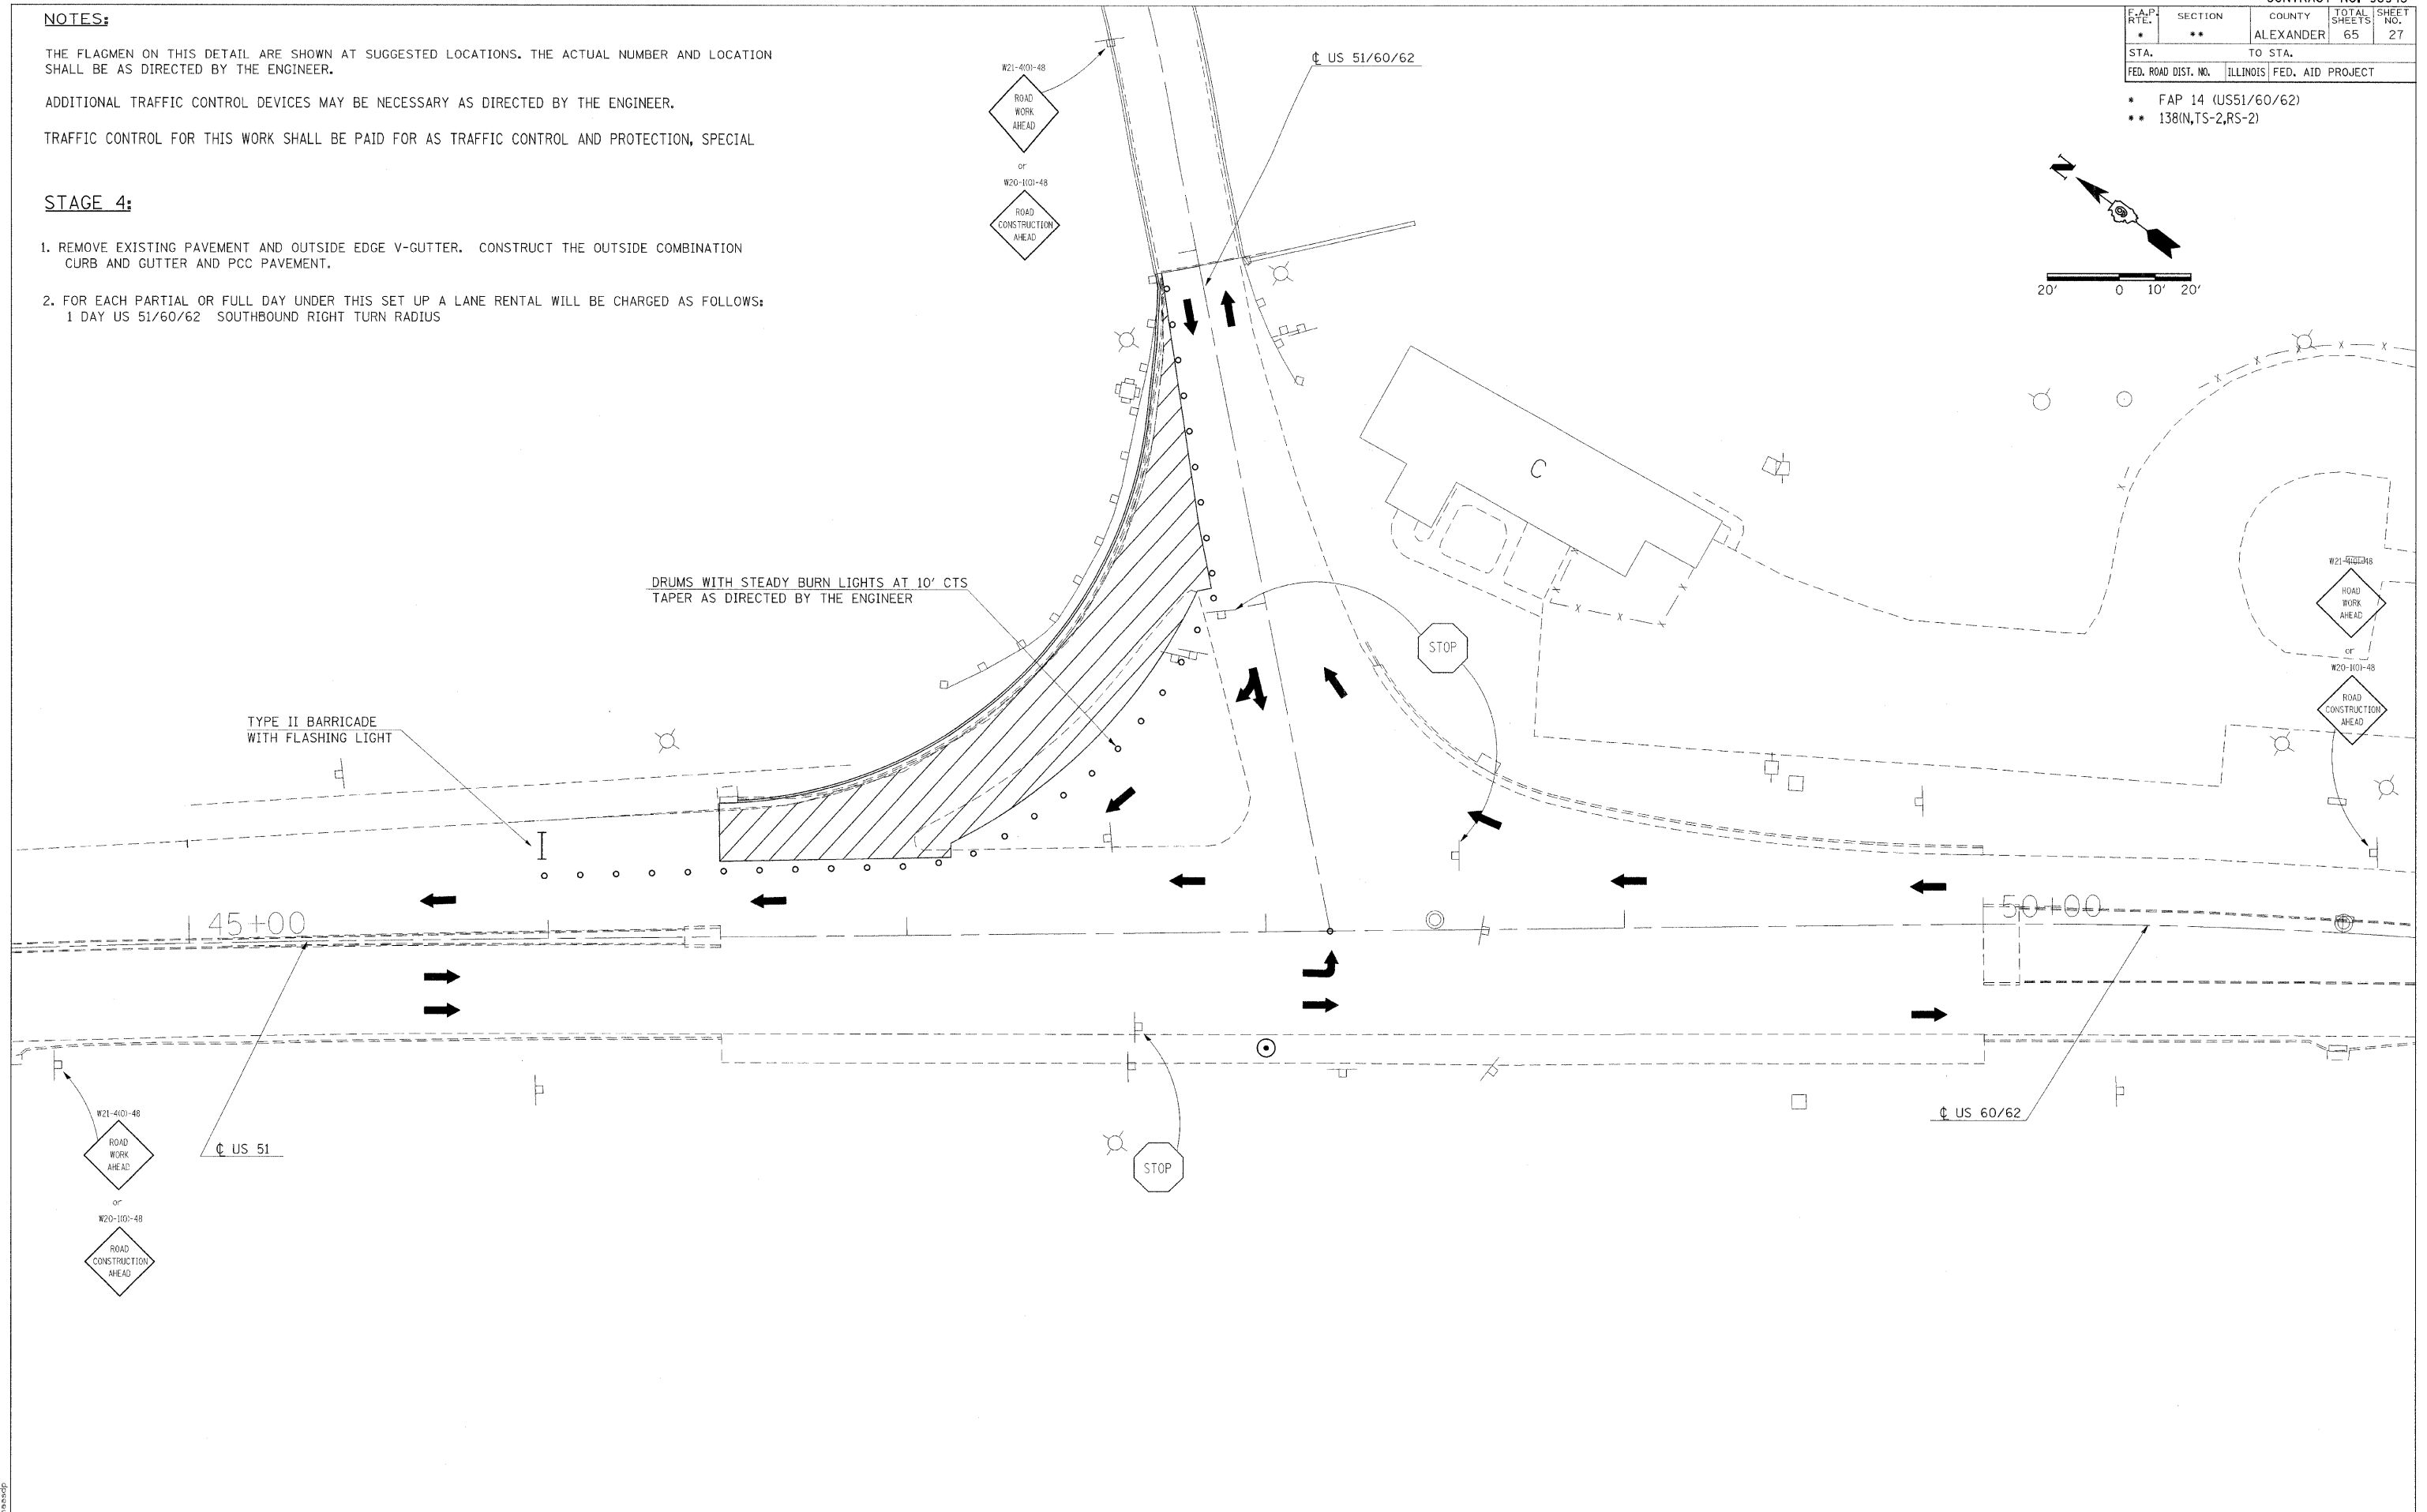 NOTES:
THE FLAGMEN ON THIS DETAIL ARE SHOWN AT SUGGESTED LOCATIONS. THE ACTUAL NUMBER AND LOCATION
SHALL BE AS DIRECTED BY THE ENGINEER.
ADDITIONAL TRAFFIC CONTROL DEVICES MAY BE NECESSARY AS DIRECTED BY THE ENGINEER.
TRAFFIC CONTROL FOR THIS WORK SHALL BE PAID FOR AS TRAFFIC CONTROL AND PROTECTION, SPECIAL
STAGE 4:
1. REMOVE EXISTING PAVEMENT AND OUTSIDE EDGE V-GUTTER. CONSTRUCT THE OUTSIDE COMBINATION
CURB AND GUTTER AND PCC PAVEMENT.
2. FOR EACH PARTIAL OR FULL DAY UNDER THIS SET UP A LANE RENTAL WILL BE CHARGED AS FOLLOWS:
1 DAY US 51/60/62 SOUTHBOUND RIGHT TURN RADIUS
F.A.P. RTE. SECTION COUNTY TOTAL SHEETS SHEET NO.
* ** ALEXANDER 65 27
STA. TO STA.
FED. ROAD DIST. NO. ILLINOIS FED. AID PROJECT
* FAP 14 (US51/60/62)
** 138(N,TS-2,RS-2)
N
20' 0 10' 20'
W21-4(O)-48
ROAD
WORK
AHEAD
or
W20-1(O)-48
ROAD
CONSTRUCTION
AHEAD
℄ US 51/60/62
C
DRUMS WITH STEADY BURN LIGHTS AT 10' CTS
TAPER AS DIRECTED BY THE ENGINEER
STOP
W21-4(O)-48
ROAD
WORK
AHEAD
or
W20-1(O)-48
ROAD
CONSTRUCTION
AHEAD
TYPE II BARRICADE
WITH FLASHING LIGHT
45+00
50+00
℄ US 51
℄ US 60/62
STOP
W21-4(O)-48
ROAD
WORK
AHEAD
or
W20-1(O)-48
ROAD
CONSTRUCTION
AHEAD